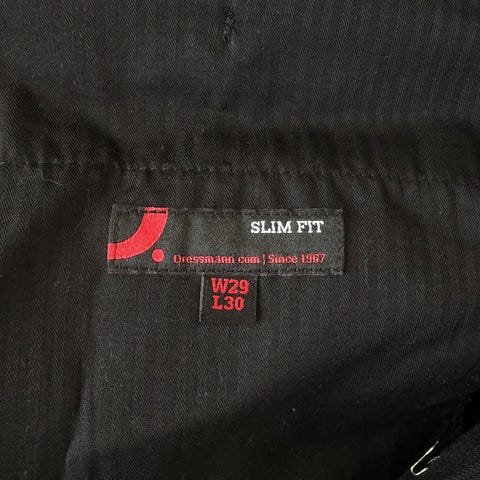 SLIM FIT
Dressmann.com | Since 1967
W29
L30